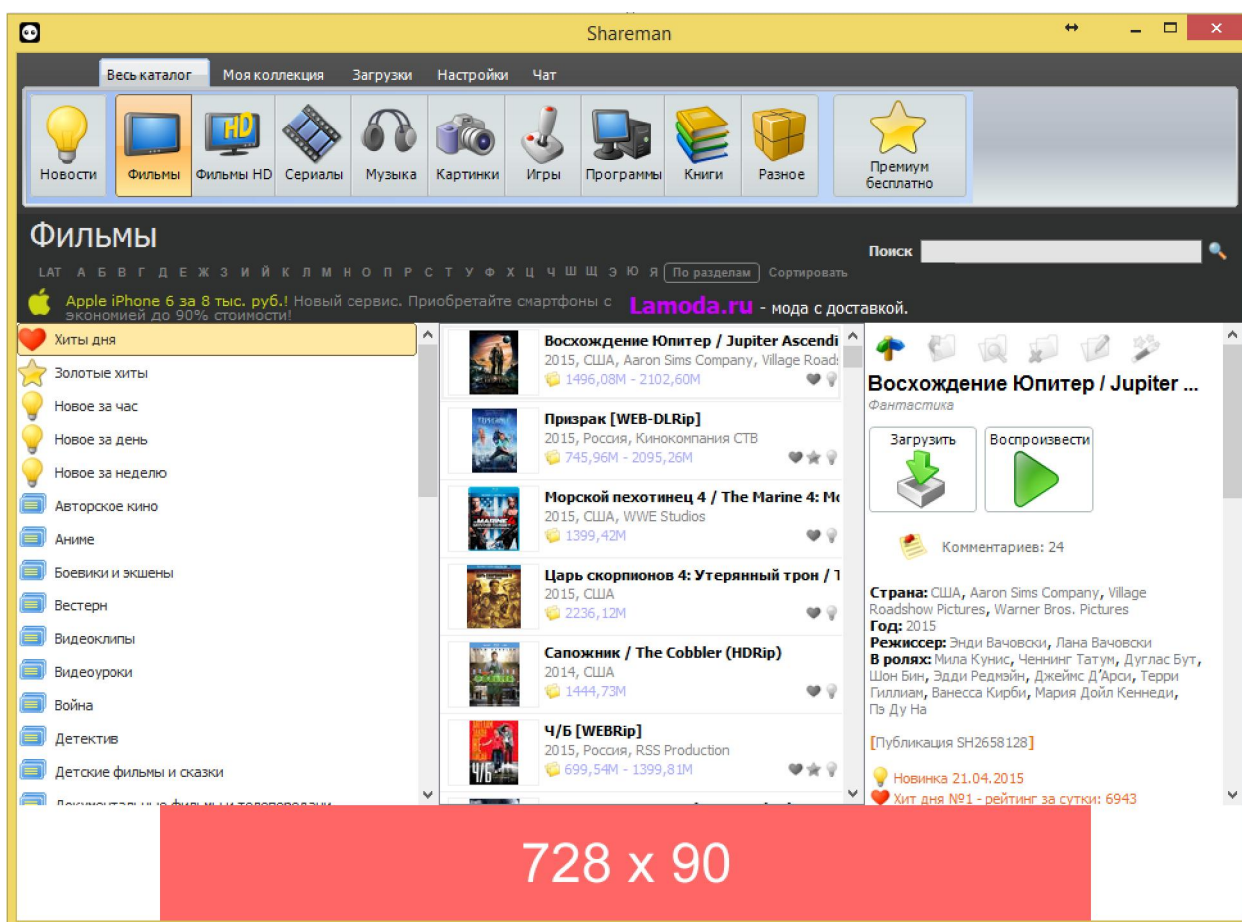 Shareman
Весь каталог Моя коллекция Загрузки Настройки Чат
Новости Фильмы Фильмы HD Сериалы Музыка Картинки Игры Программы Книги Разное Премиум бесплатно
Фильмы
Поиск
LAT А Б В Г Д Е Ж З И Й К Л М Н О П Р С Т У Ф Х Ц Ч Ш Щ Э Ю Я По разделам Сортировать
Apple iPhone 6 за 8 тыс. руб.! Новый сервис. Приобретайте смартфоны с
экономией до 90% стоимости!
Lamoda.ru - мода с доставкой.
Хиты дня
Золотые хиты
Новое за час
Новое за день
Новое за неделю
Авторское кино
Аниме
Боевики и экшены
Вестерн
Видеоклипы
Видеоуроки
Война
Детектив
Детские фильмы и сказки
Документальные фильмы и телепередачи
Восхождение Юпитер / Jupiter Ascendi
2015, США, Aaron Sims Company, Village Roads
1496,08M - 2102,60M
Призрак [WEB-DLRip]
2015, Россия, Кинокомпания СТВ
745,96M - 2095,26M
Морской пехотинец 4 / The Marine 4: Mo
2015, США, WWE Studios
1399,42M
Царь скорпионов 4: Утерянный трон / T
2015, США
2236,12M
Сапожник / The Cobbler (HDRip)
2014, США
1444,73M
Ч/Б [WEBRip]
2015, Россия, RSS Production
699,54M - 1399,81M
Восхождение Юпитер / Jupiter ...
Фантастика
Загрузить Воспроизвести
Комментариев: 24
Страна: США, Aaron Sims Company, Village
Roadshow Pictures, Warner Bros. Pictures
Год: 2015
Режиссер: Энди Вачовски, Лана Вачовски
В ролях: Мила Кунис, Ченнинг Татум, Дуглас Бут,
Шон Бин, Эдди Редмэйн, Джеймс Д'Арси, Терри
Гиллиам, Ванесса Кирби, Мария Дойл Кеннеди,
Пэ Ду На
[Публикация SH2658128]
Новинка 21.04.2015
Хит дня №1 - рейтинг за сутки: 6943
728 x 90